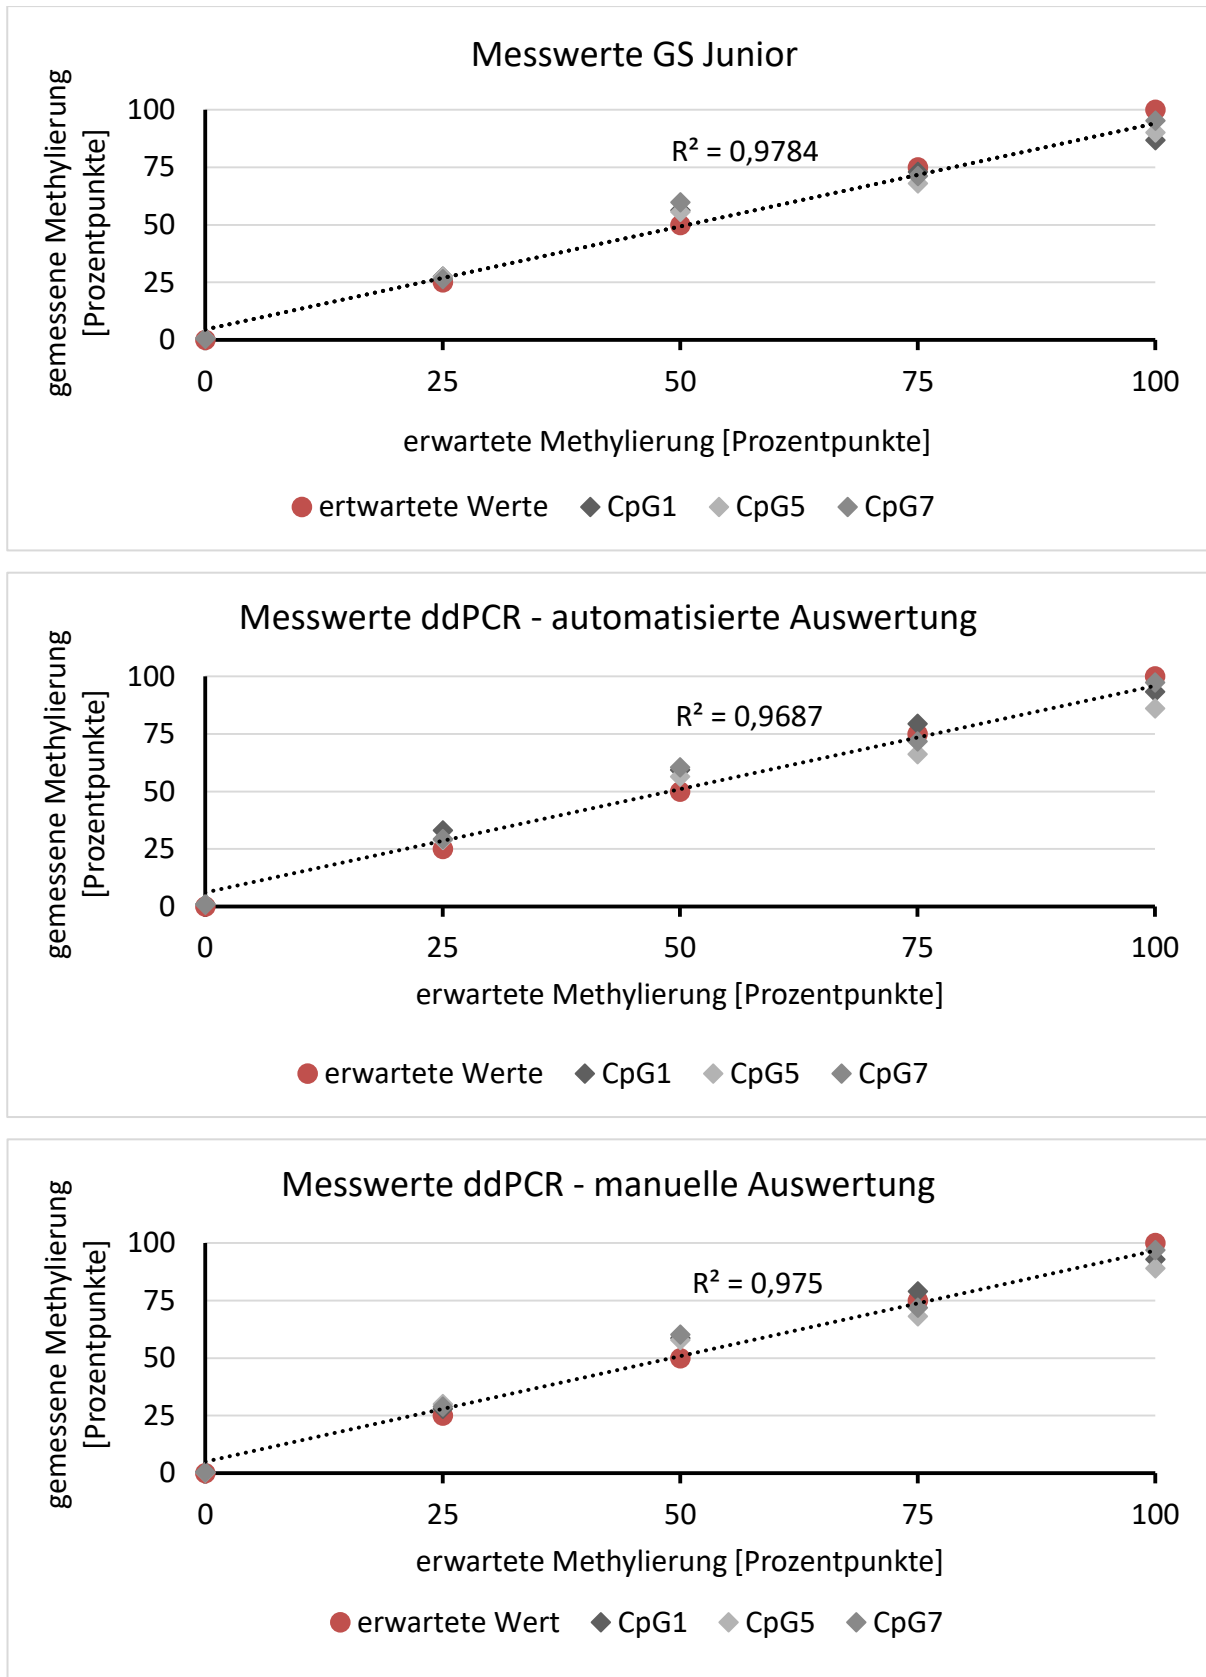 Messwerte GS Junior
gemessene Methylierung
[Prozentpunkte]
100
75
50
25
0
R² = 0,9784
0 25 50 75 100
erwartete Methylierung [Prozentpunkte]
ertwartete Werte CpG1 CpG5 CpG7
Messwerte ddPCR - automatisierte Auswertung
gemessene Methylierung
[Prozentpunkte]
100
75
50
25
0
R² = 0,9687
0 25 50 75 100
erwartete Methylierung [Prozentpunkte]
erwartete Werte CpG1 CpG5 CpG7
Messwerte ddPCR - manuelle Auswertung
gemessene Methylierung
[Prozentpunkte]
100
75
50
25
0
R² = 0,975
0 25 50 75 100
erwartete Methylierung [Prozentpunkte]
erwartete Wert CpG1 CpG5 CpG7